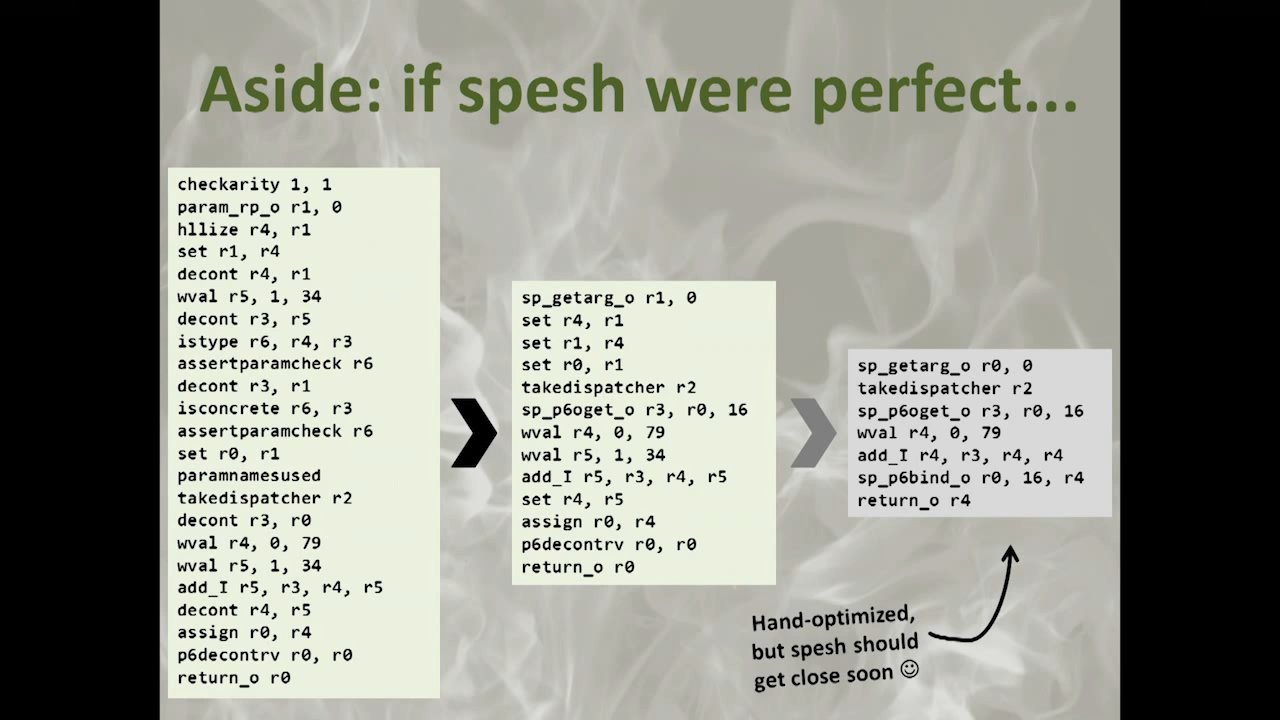 Aside: if spesh were perfect...
checkarity 1, 1
param_rp_o r1, 0
hllize r4, r1
set r1, r4
decont r4, r1
wval r5, 1, 34
decont r3, r5
istype r6, r4, r3
assertparamcheck r6
decont r3, r1
isconcrete r6, r3
assertparamcheck r6
set r0, r1
paramnamesused
takedispatcher r2
decont r3, r0
wval r4, 0, 79
wval r5, 1, 34
add_I r5, r3, r4, r5
decont r4, r5
assign r0, r4
p6decontrv r0, r0
return_o r0
sp_getarg_o r1, 0
set r4, r1
set r1, r4
set r0, r1
takedispatcher r2
sp_p6oget_o r3, r0, 16
wval r4, 0, 79
wval r5, 1, 34
add_I r5, r3, r4, r5
set r4, r5
assign r0, r4
p6decontrv r0, r0
return_o r0
sp_getarg_o r0, 0
takedispatcher r2
sp_p6oget_o r3, r0, 16
wval r4, 0, 79
add_I r4, r3, r4, r4
sp_p6bind_o r0, 16, r4
return_o r4
Hand-optimized,
but spesh should
get close soon ☺